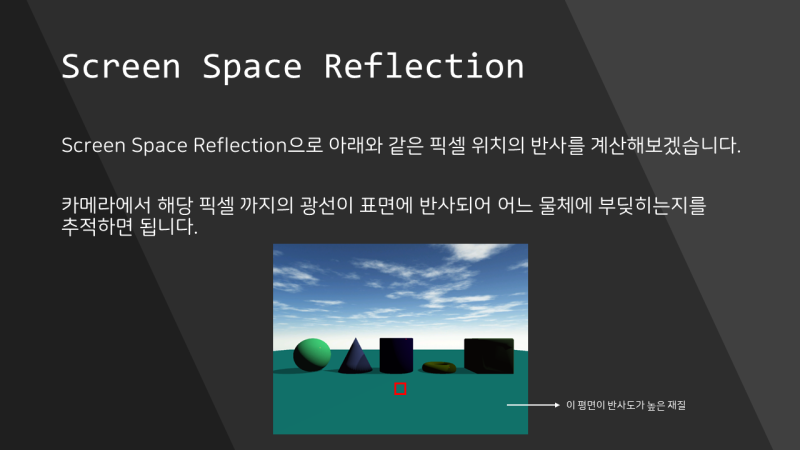 Screen Space Reflection
Screen Space Reflection으로 아래와 같은 픽셀 위치의 반사를 계산해보겠습니다.
카메라에서 해당 픽셀 까지의 광선이 표면에 반사되어 어느 물체에 부딪히는지를
추적하면 됩니다.
이 평면이 반사도가 높은 재질